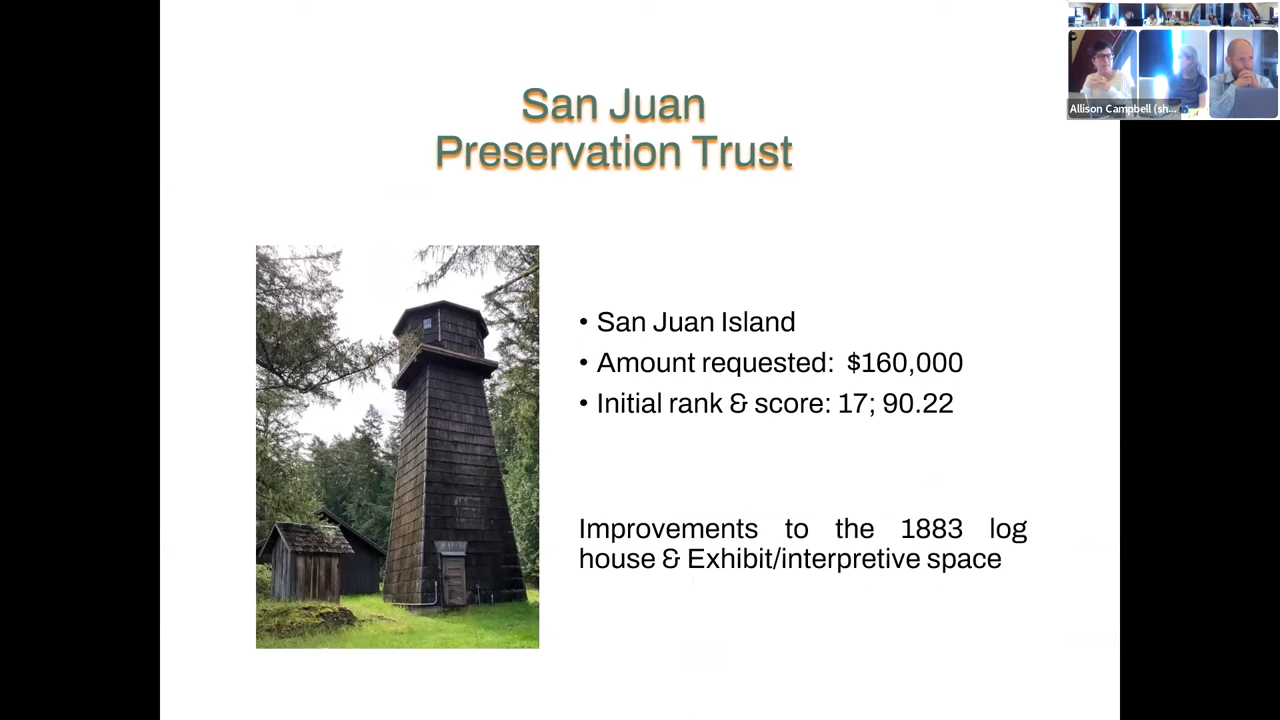 San Juan
Preservation Trust
• San Juan Island
• Amount requested: $160,000
• Initial rank & score: 17; 90.22
Improvements to the 1883 log
house & Exhibit/interpretive space
Allison Campbell (sh...